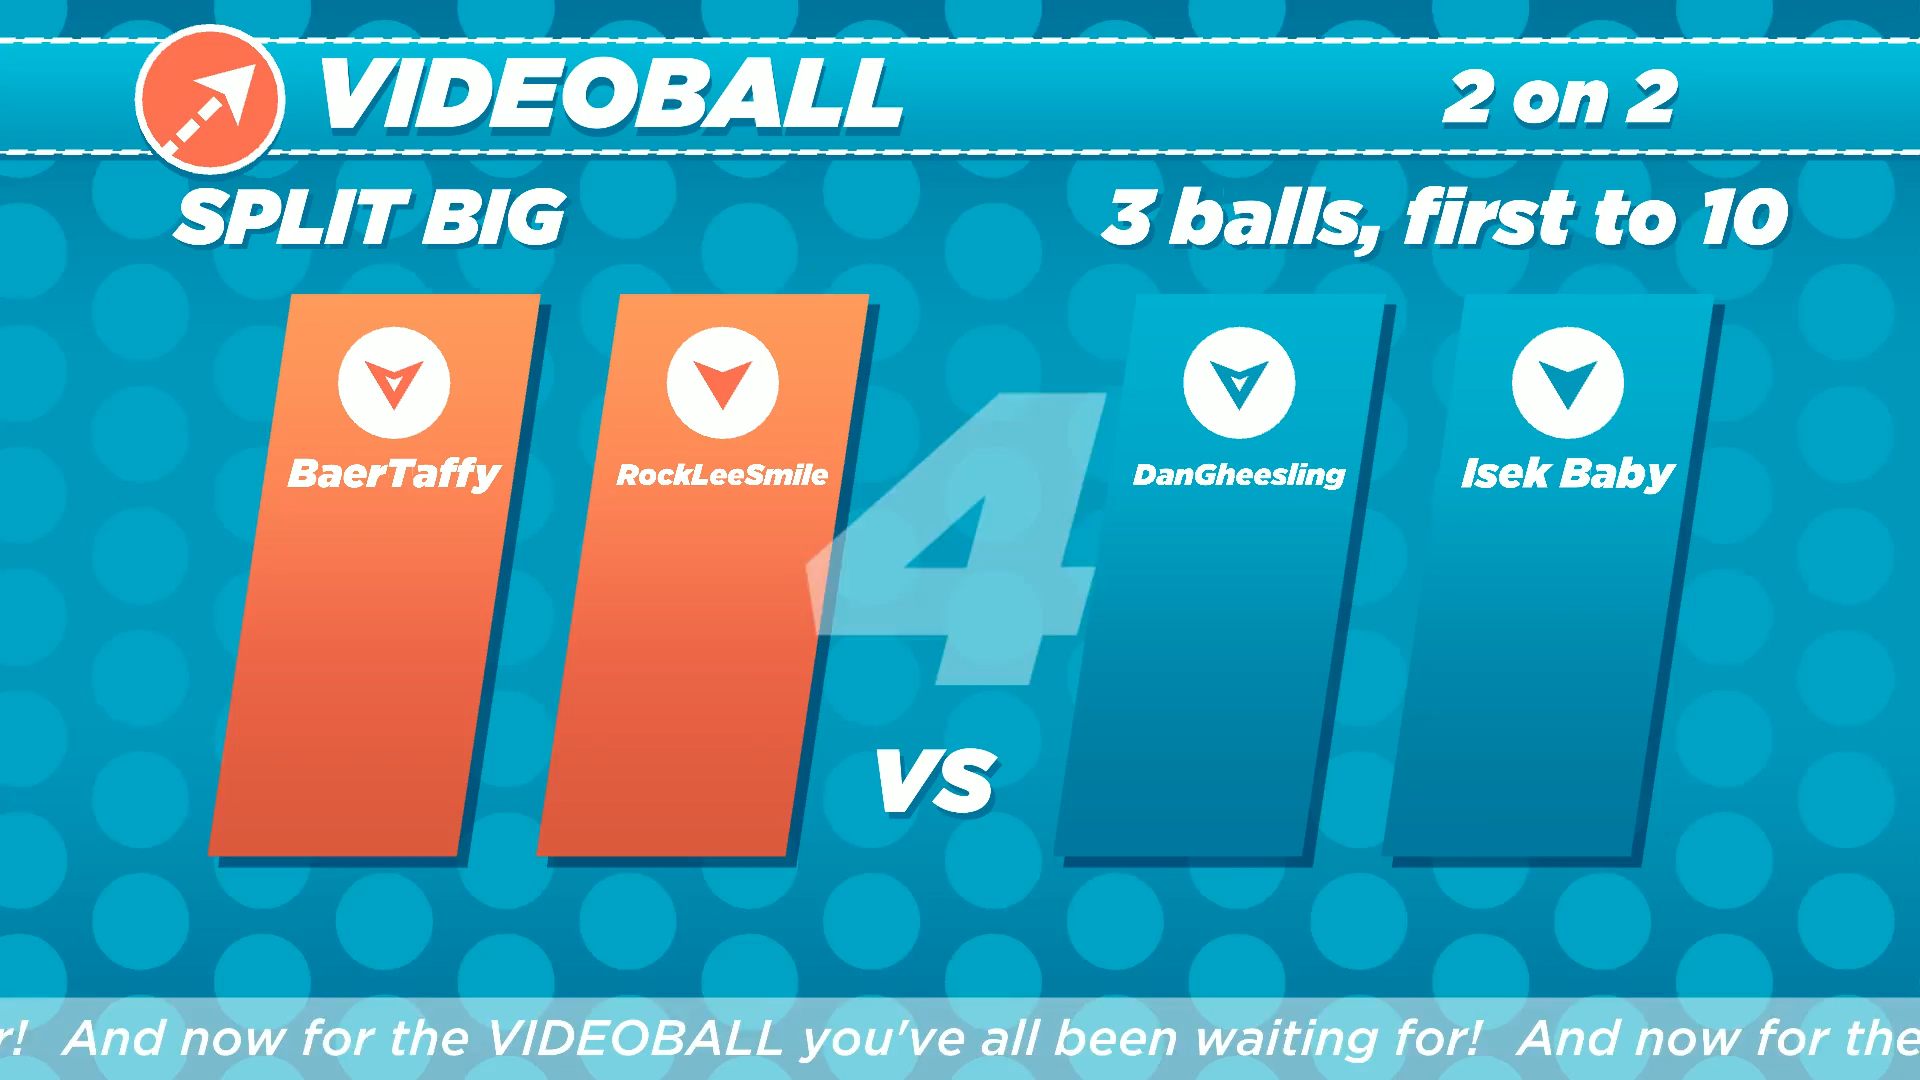 VIDEOBALL
2 on 2
SPLIT BIG
3 balls, first to 10
BaerTaffy
RockLeeSmile
4
DanGheesling
Isek Baby
VS
r! And now for the VIDEOBALL you've all been waiting for! And now for the